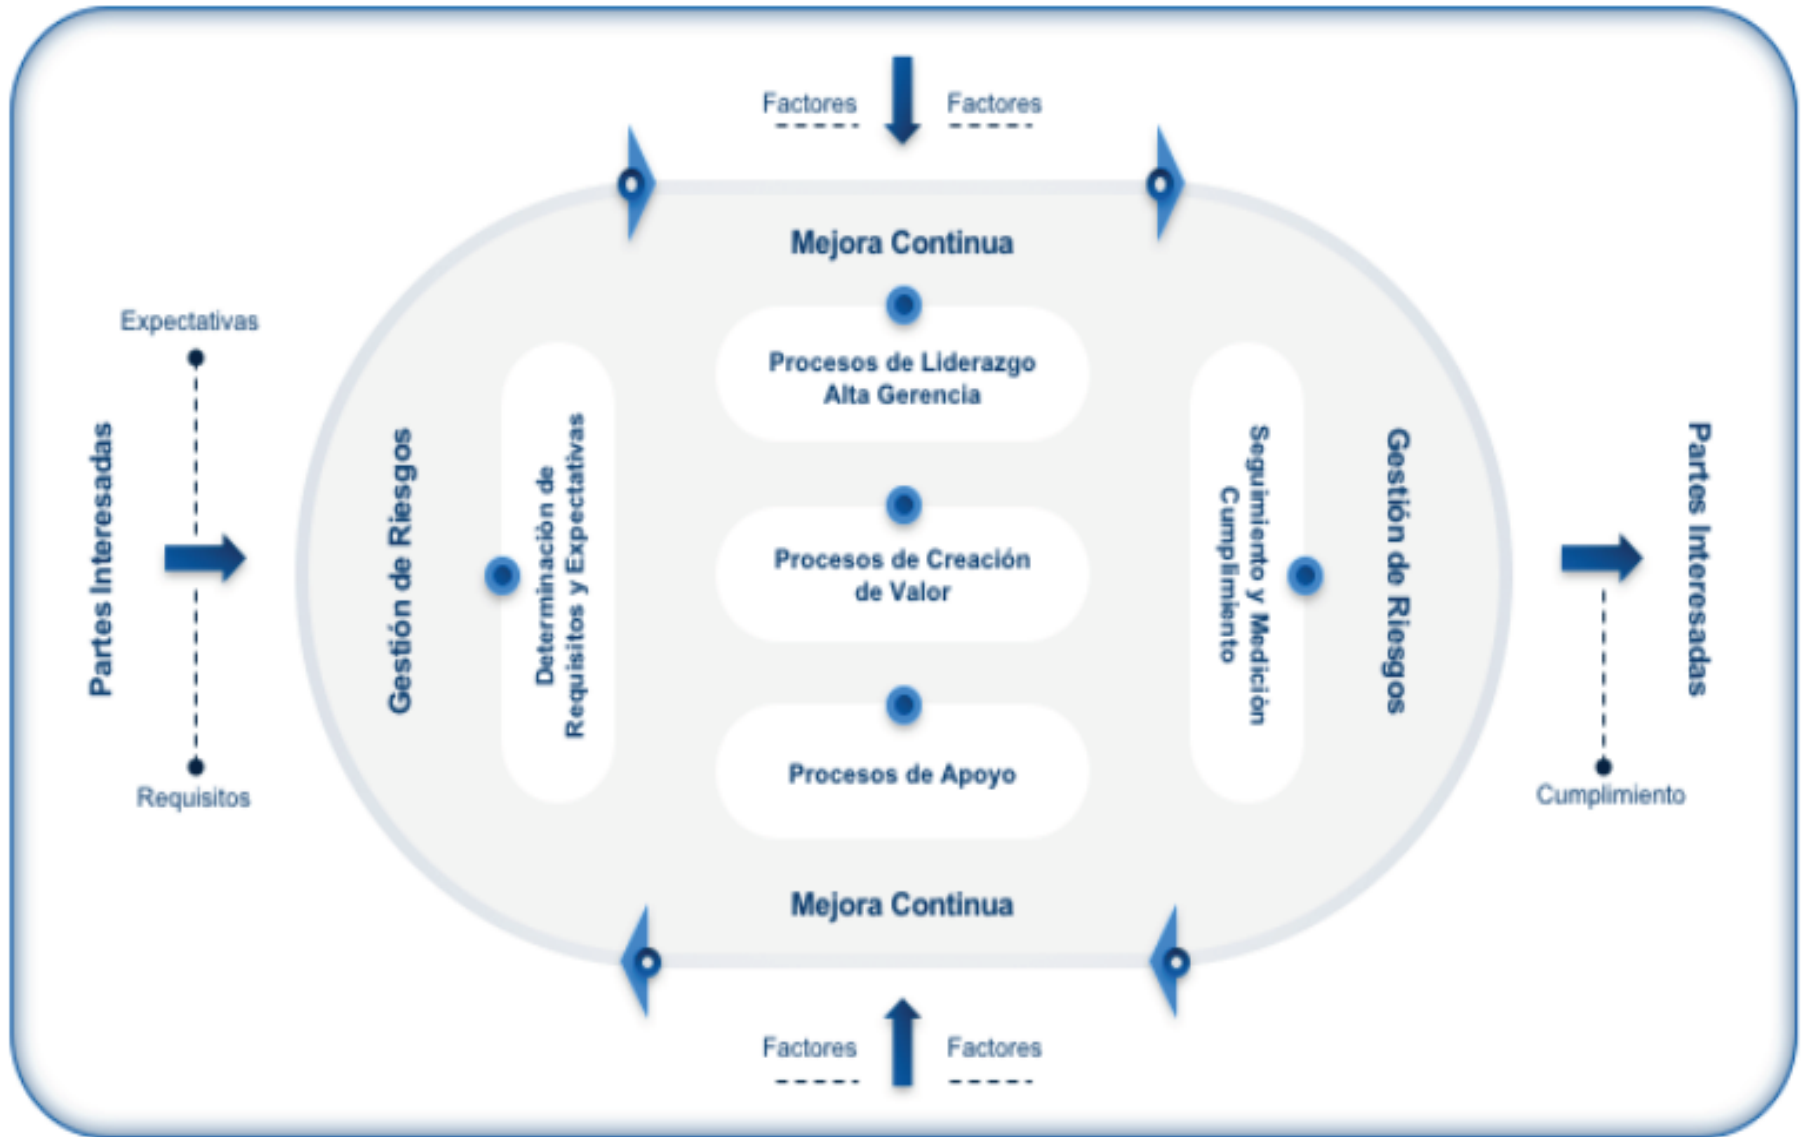 Factores
Factores
Mejora Continua
Expectativas
Partes Interesadas
Requisitos
Gestión de Riesgos
Determinación de
Requisitos y Expectativas
Procesos de Liderazgo
Alta Gerencia
Procesos de Creación
de Valor
Procesos de Apoyo
Seguimiento y Medición
Cumplimiento
Gestión de Riesgos
Partes Interesadas
Cumplimiento
Mejora Continua
Factores
Factores